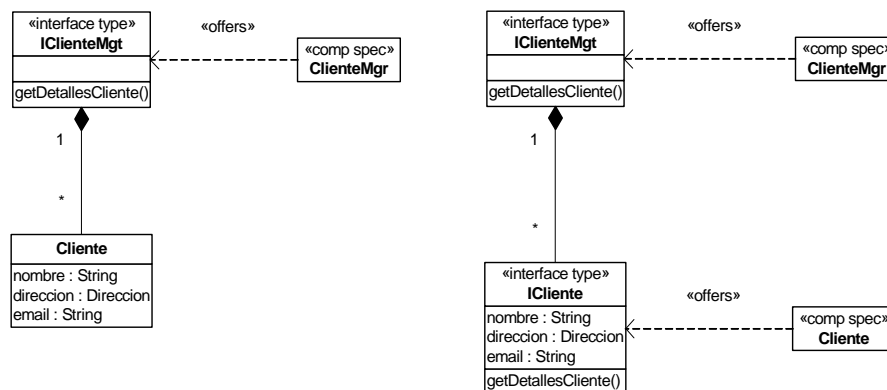 «interface type»
IClienteMgt
getDetallesCliente()
«offers»
«comp spec»
ClienteMgr
1
*
Cliente
nombre : String
direccion : Direccion
email : String
«interface type»
IClienteMgt
getDetallesCliente()
«offers»
«comp spec»
ClienteMgr
1
*
«interface type»
ICliente
nombre : String
direccion : Direccion
email : String
getDetallesCliente()
«offers»
«comp spec»
Cliente